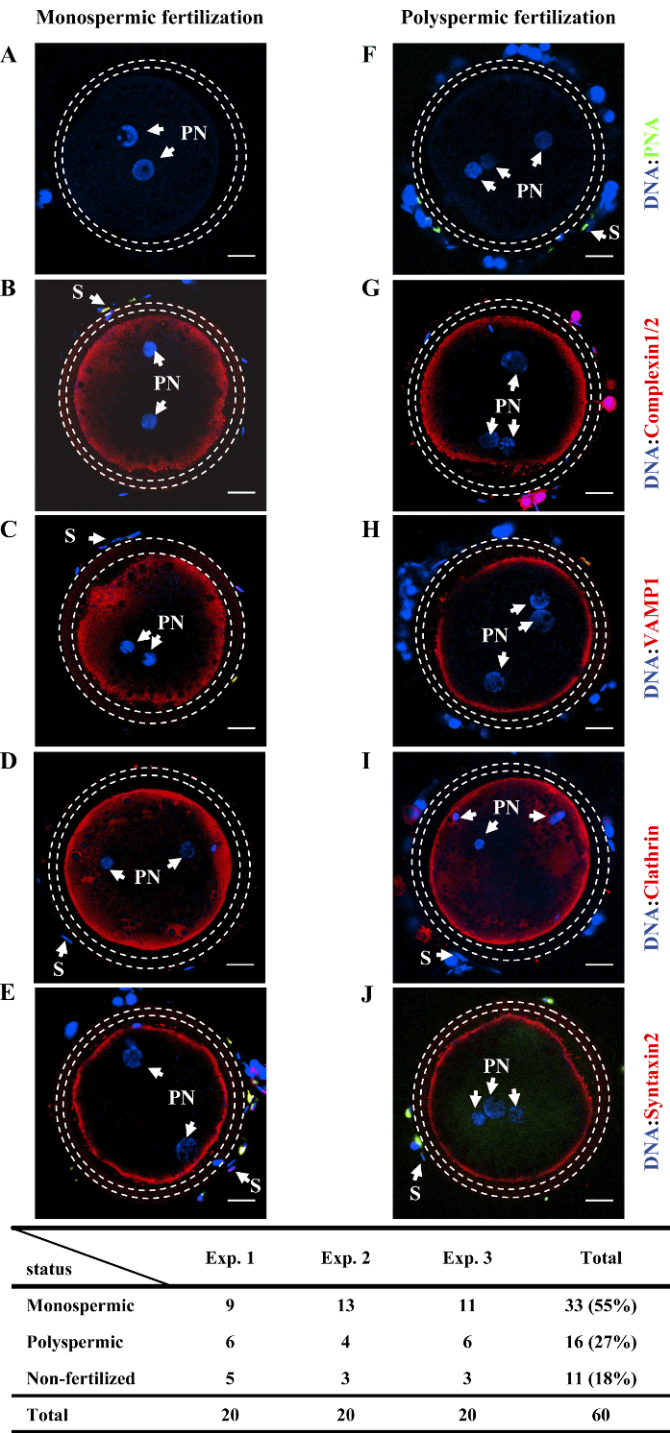 Monospermic fertilization Polyspermic fertilization
A
PN
F
PN
S
DNA:PNA
B
S
PN
G
PN
DNA:Complexin1/2
C
S
PN
H
PN
DNA:VAMP1
D
PN
S
I
PN
S
DNA:Clathrin
E
PN
S
J
PN
S
DNA:Syntaxin2
status Exp. 1 Exp. 2 Exp. 3 Total
Monospermic 9 13 11 33 (55%)
Polyspermic 6 4 6 16 (27%)
Non-fertilized 5 3 3 11 (18%)
Total 20 20 20 60